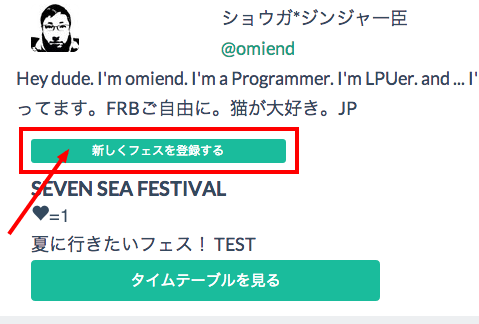 ショウガ*ジンジャー臣
@omiend
Hey dude. I'm omiend. I'm a Programmer. I'm LPUer. and ... I'
ってます。FRBご自由に。猫が大好き。JP
新しくフェスを登録する
SEVEN SEA FESTIVAL
♥=1
夏に行きたいフェス！ TEST
タイムテーブルを見る